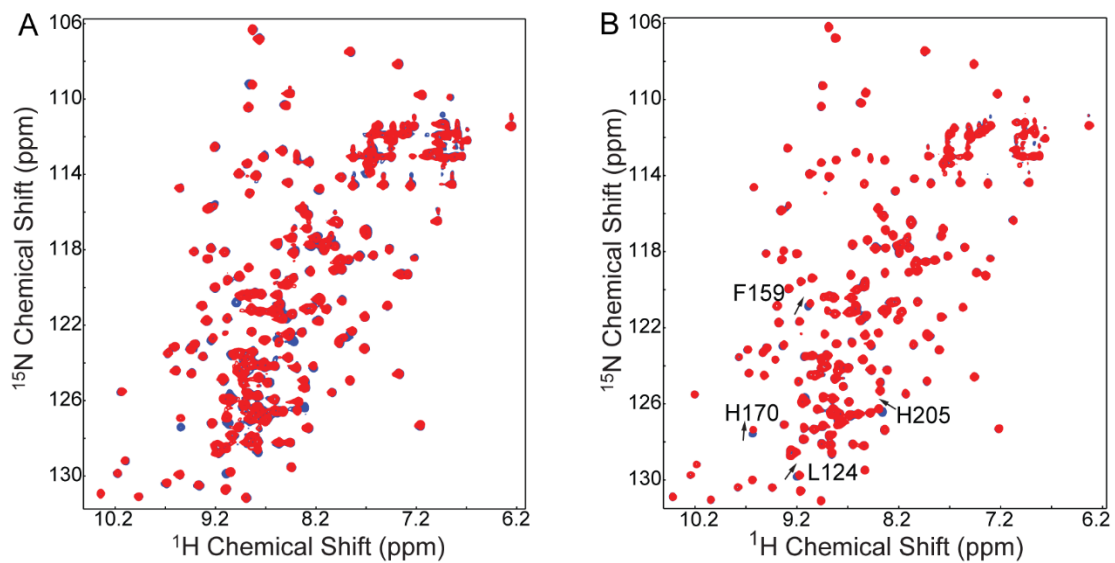 A
106
110
114
118
122
126
130
10.2 9.2 8.2 7.2 6.2
¹⁵N Chemical Shift (ppm)
¹H Chemical Shift (ppm)
B
106
110
114
118
122
126
130
F159
H170
H205
L124
10.2 9.2 8.2 7.2 6.2
¹⁵N Chemical Shift (ppm)
¹H Chemical Shift (ppm)